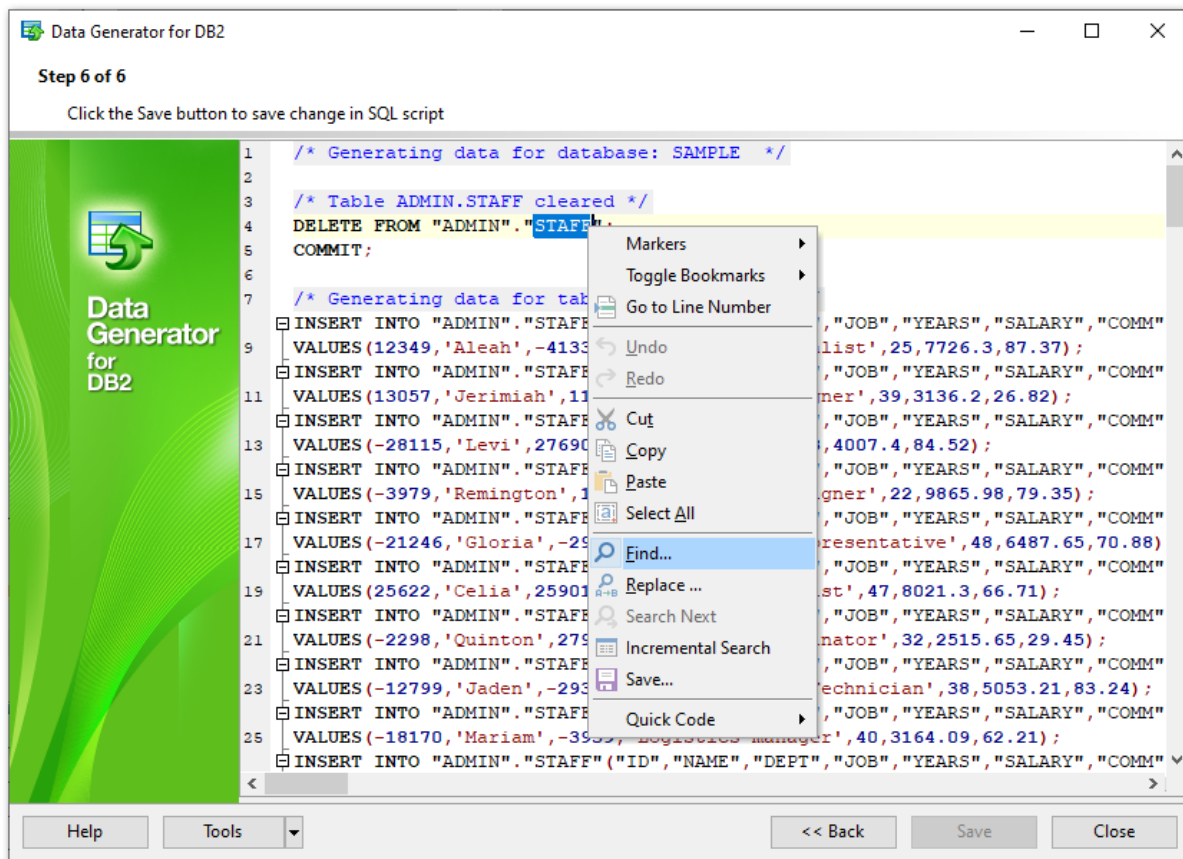 Data Generator for DB2
Step 6 of 6
Click the Save button to save change in SQL script
Data
Generator
for
DB2
1 /* Generating data for database: SAMPLE */
2
3 /* Table ADMIN.STAFF cleared */
4 DELETE FROM "ADMIN"."STAFF";
5 COMMIT;
6
7 /* Generating data for tab
INSERT INTO "ADMIN"."STAFF ","JOB","YEARS","SALARY","COMM"
9 VALUES(12349,'Aleah',-4133 list',25,7726.3,87.37);
INSERT INTO "ADMIN"."STAFF ","JOB","YEARS","SALARY","COMM"
11 VALUES(13057,'Jerimiah',11 ner',39,3136.2,26.82);
INSERT INTO "ADMIN"."STAFF ","JOB","YEARS","SALARY","COMM"
13 VALUES(-28115,'Levi',27690 ,4007.4,84.52);
INSERT INTO "ADMIN"."STAFF ","JOB","YEARS","SALARY","COMM"
15 VALUES(-3979,'Remington',1 gner',22,9865.98,79.35);
INSERT INTO "ADMIN"."STAFF ","JOB","YEARS","SALARY","COMM"
17 VALUES(-21246,'Gloria',-29 presentative',48,6487.65,70.88)
INSERT INTO "ADMIN"."STAFF ","JOB","YEARS","SALARY","COMM"
19 VALUES(25622,'Celia',25901 st',47,8021.3,66.71);
INSERT INTO "ADMIN"."STAFF ","JOB","YEARS","SALARY","COMM"
21 VALUES(-2298,'Quinton',279 nator',32,2515.65,29.45);
INSERT INTO "ADMIN"."STAFF ","JOB","YEARS","SALARY","COMM"
23 VALUES(-12799,'Jaden',-293 Technician',38,5053.21,83.24);
INSERT INTO "ADMIN"."STAFF ","JOB","YEARS","SALARY","COMM"
25 VALUES(-18170,'Mariam',-3939,'Logistics manager',40,3164.09,62.21);
INSERT INTO "ADMIN"."STAFF"("ID","NAME","DEPT","JOB","YEARS","SALARY","COMM"
Markers
Toggle Bookmarks
Go to Line Number
Undo
Redo
Cut
Copy
Paste
Select All
Find...
Replace ...
Search Next
Incremental Search
Save...
Quick Code
Help
Tools
<< Back
Save
Close